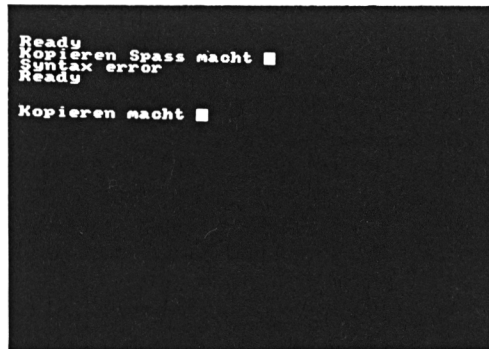 Ready
Kopieren Spass macht
Syntax error
Ready
Kopieren macht